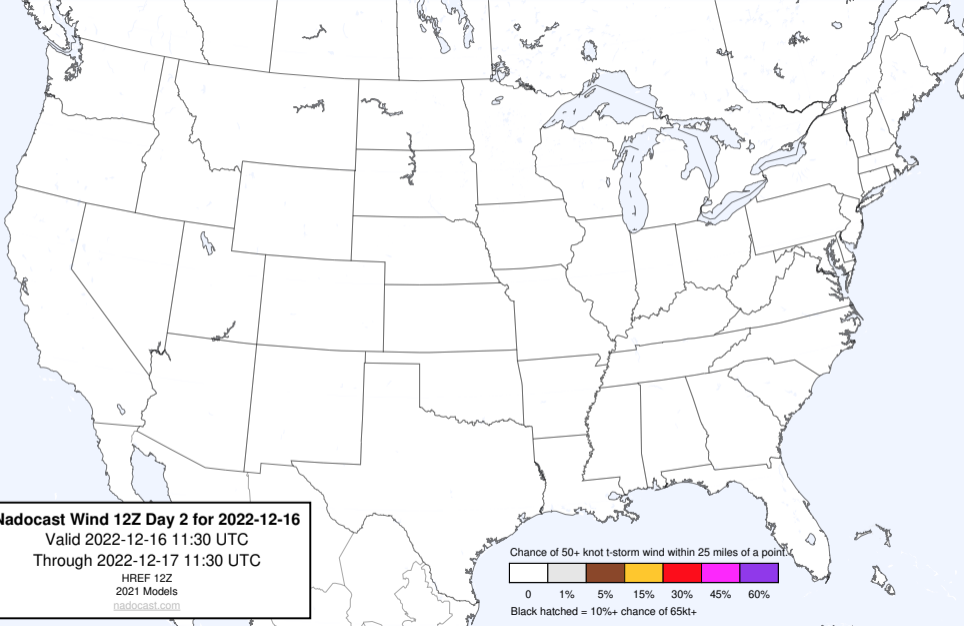 Nadocast Wind 12Z Day 2 for 2022-12-16
Valid 2022-12-16 11:30 UTC
Through 2022-12-17 11:30 UTC
HREF 12Z
2021 Models
nadocast.com
Chance of 50+ knot t-storm wind within 25 miles of a point.
0 1% 5% 15% 30% 45% 60%
Black hatched = 10%+ chance of 65kt+